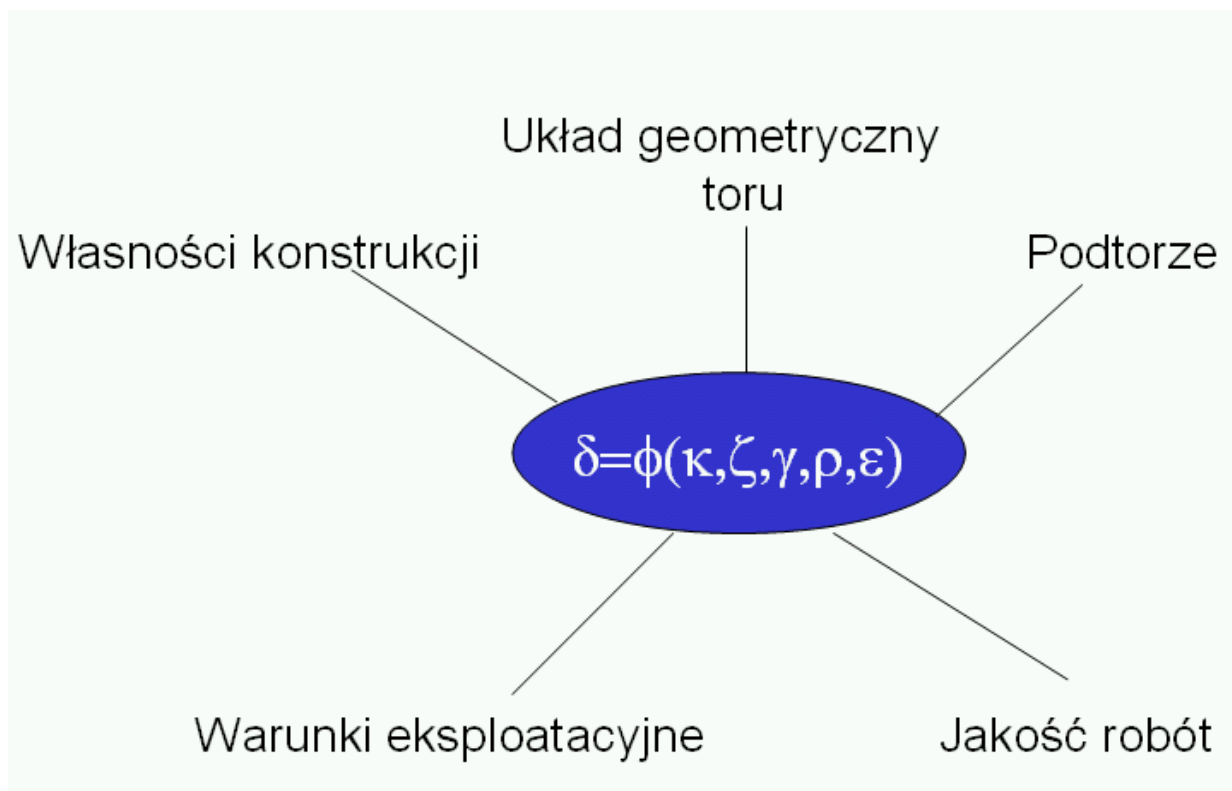 Układ geometryczny
toru
Własności konstrukcji
Podtorze
δ=ϕ(κ,ζ,γ,ρ,ε)
Warunki eksploatacyjne
Jakość robót